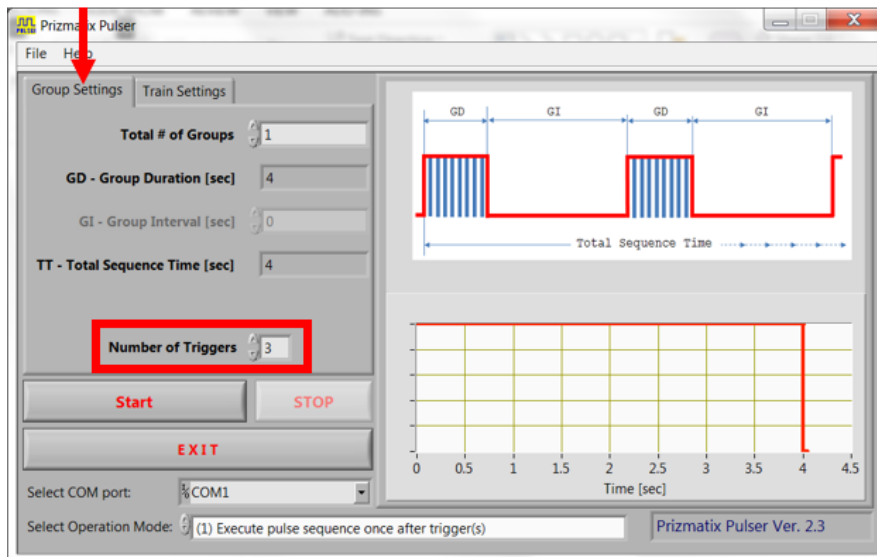 Prizmatix Pulser
File Help
Group Settings Train Settings
Total # of Groups 1
GD - Group Duration [sec] 4
GI - Group Interval [sec] 0
TT - Total Sequence Time [sec] 4
Number of Triggers 3
Start STOP
EXIT
Select COM port: COM1
Select Operation Mode: (1) Execute pulse sequence once after trigger(s)
GD GI GD GI
Total Sequence Time
0 0.5 1 1.5 2 2.5 3 3.5 4 4.5
Time [sec]
Prizmatix Pulser Ver. 2.3